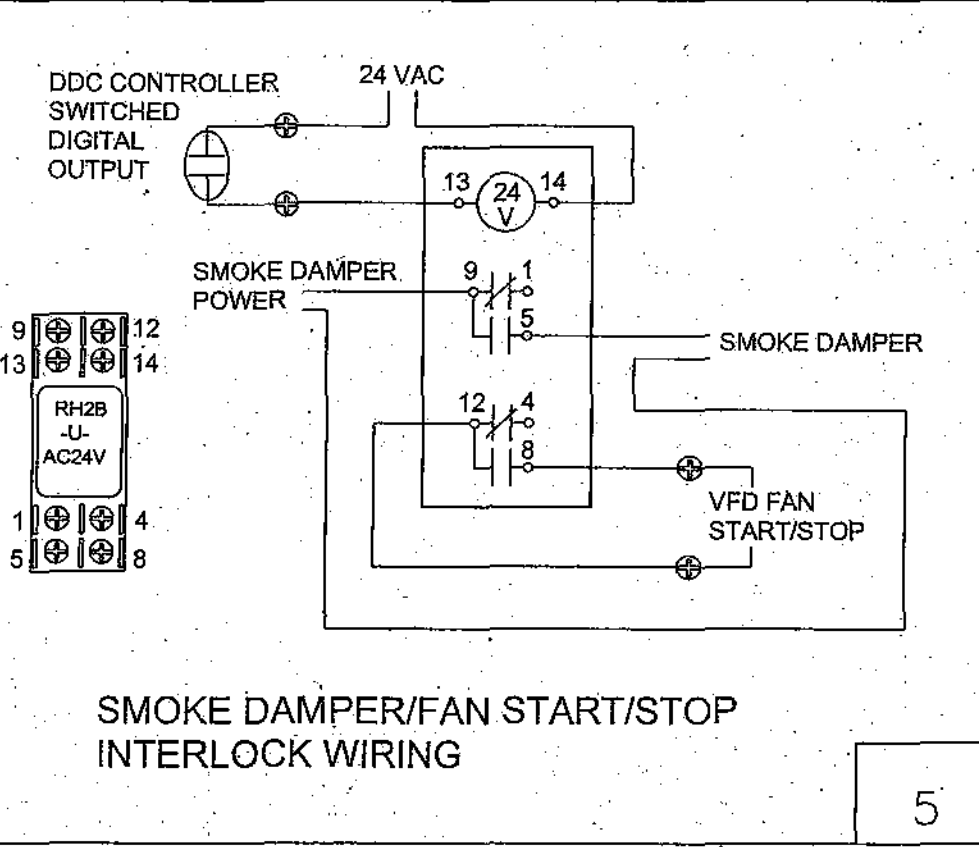 DDC CONTROLLER
SWITCHED
DIGITAL
OUTPUT
24 VAC
13
24
V
14
SMOKE DAMPER
POWER
9
1
5
SMOKE DAMPER
12
4
8
VFD FAN
START/STOP
9
12
13
14
RH2B
-U-
AC24V
1
4
5
8
SMOKE DAMPER/FAN START/STOP
INTERLOCK WIRING
5